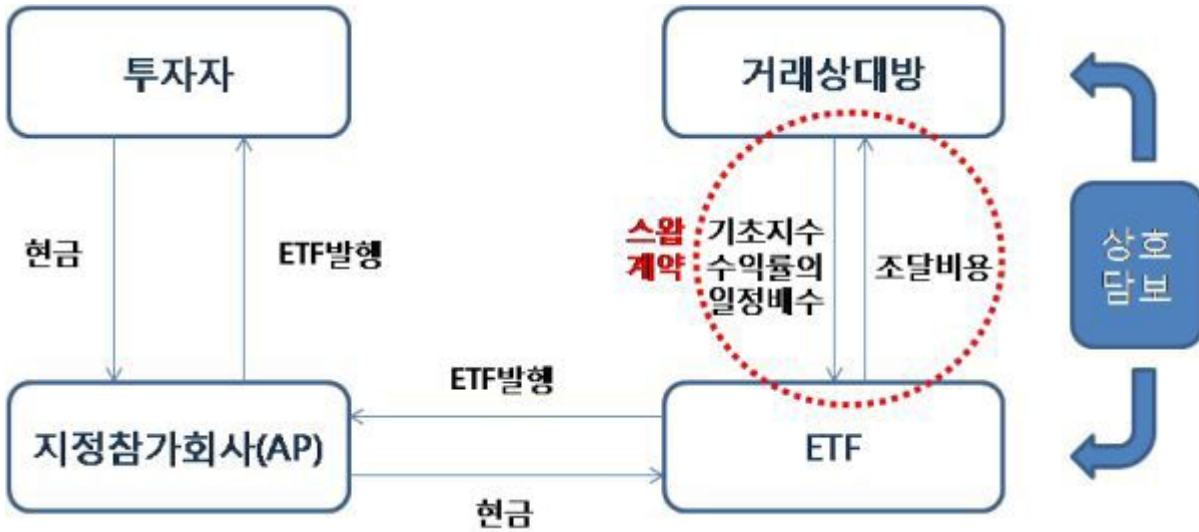 투자자
거래상대방
현금
ETF발행
스왑
계약
기초지수
수익률의
일정배수
조달비용
상호
담보
ETF발행
지정참가회사(AP)
ETF
현금